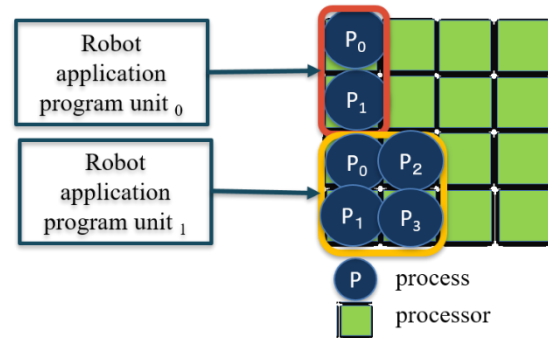 Robot
application
program unit 0
P0
P1
Robot
application
program unit 1
P0 P2
P1 P3
P process
processor